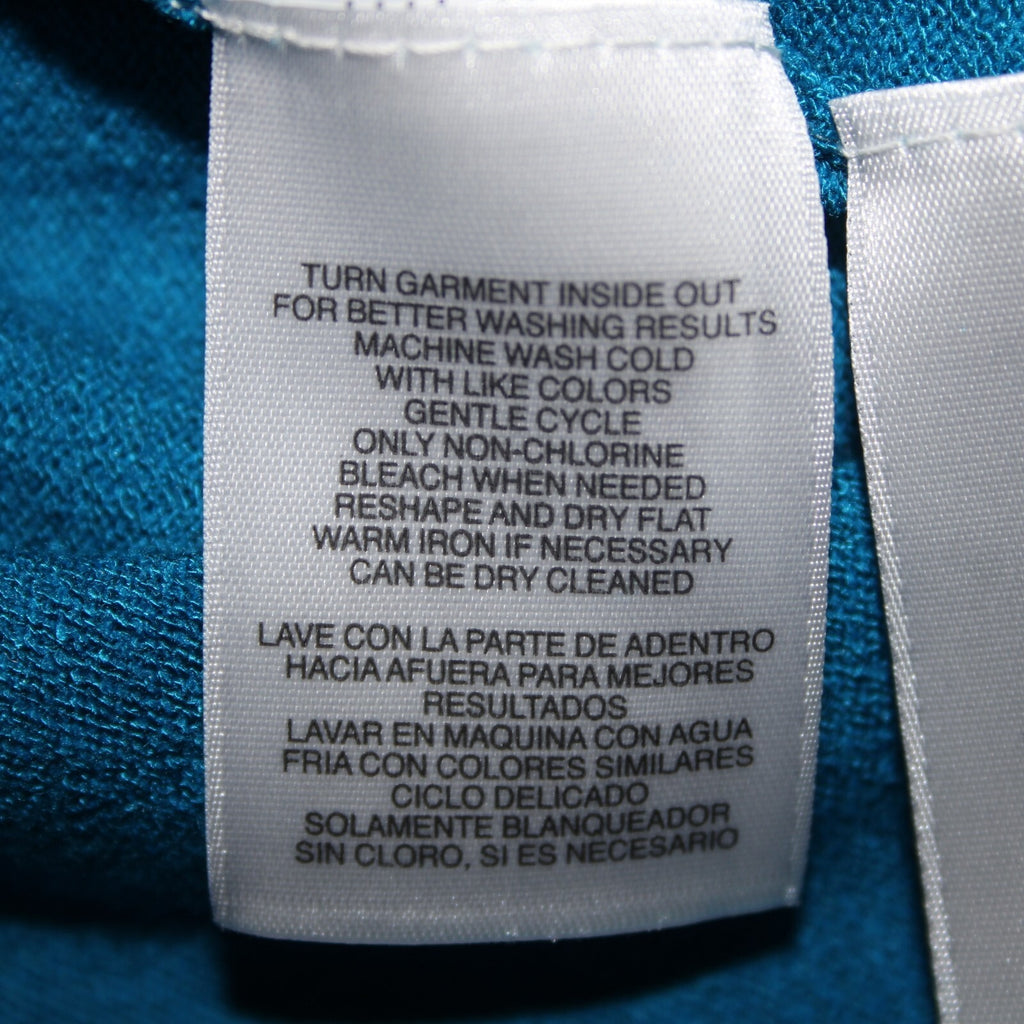 TURN GARMENT INSIDE OUT
FOR BETTER WASHING RESULTS
MACHINE WASH COLD
WITH LIKE COLORS
GENTLE CYCLE
ONLY NON-CHLORINE
BLEACH WHEN NEEDED
RESHAPE AND DRY FLAT
WARM IRON IF NECESSARY
CAN BE DRY CLEANED
LAVE CON LA PARTE DE ADENTRO
HACIA AFUERA PARA MEJORES
RESULTADOS
LAVAR EN MAQUINA CON AGUA
FRIA CON COLORES SIMILARES
CICLO DELICADO
SOLAMENTE BLANQUEADOR
SIN CLORO, SI ES NECESARIO